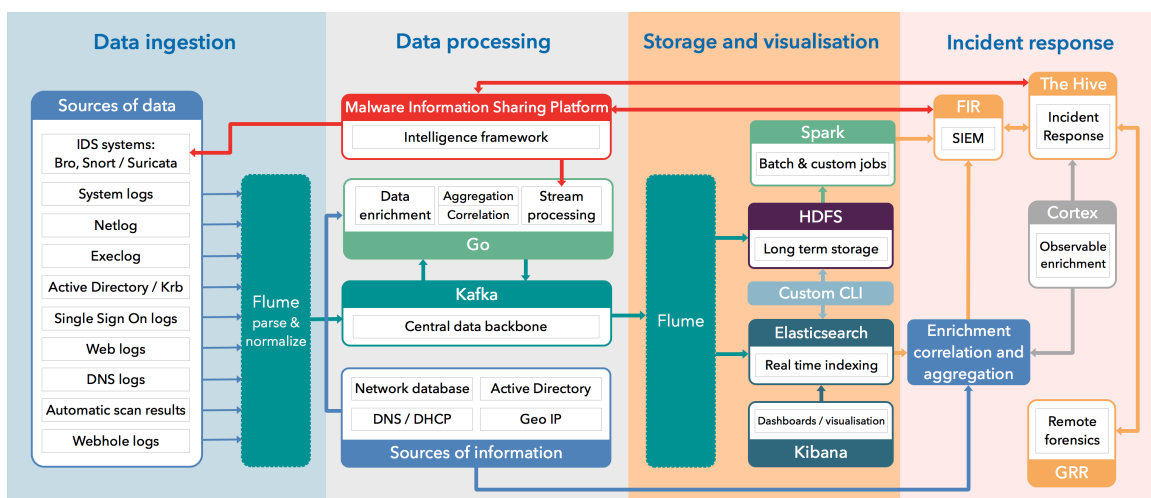 Data ingestion
Data processing
Storage and visualisation
Incident response
Sources of data
IDS systems:
Bro, Snort / Suricata
System logs
Netlog
Execlog
Active Directory / Krb
Single Sign On logs
Web logs
DNS logs
Automatic scan results
Webhole logs
Flume
parse &
normalize
Malware Information Sharing Platform
Intelligence framework
Data
enrichment
Aggregation
Correlation
Stream
processing
Go
Kafka
Central data backbone
Network database
Active Directory
DNS / DHCP
Geo IP
Sources of information
Flume
Spark
Batch & custom jobs
HDFS
Long term storage
Custom CLI
Elasticsearch
Real time indexing
Dashboards / visualisation
Kibana
FIR
SIEM
The Hive
Incident
Response
Cortex
Observable
enrichment
Enrichment
correlation and
aggregation
Remote
forensics
GRR